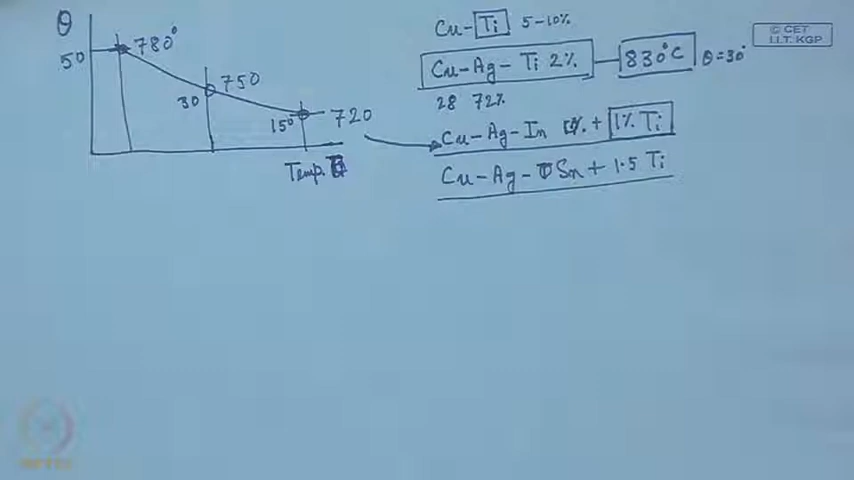 θ
50
780°
30
750
15°
720
Temp.
Cu-Ti 5-10%
Cu-Ag-Ti 2% — 830°C θ=30°
28 72%
Cu-Ag-In % + 1% Ti
Cu-Ag-Sn + 1.5 Ti
© CET
I.I.T. KGP